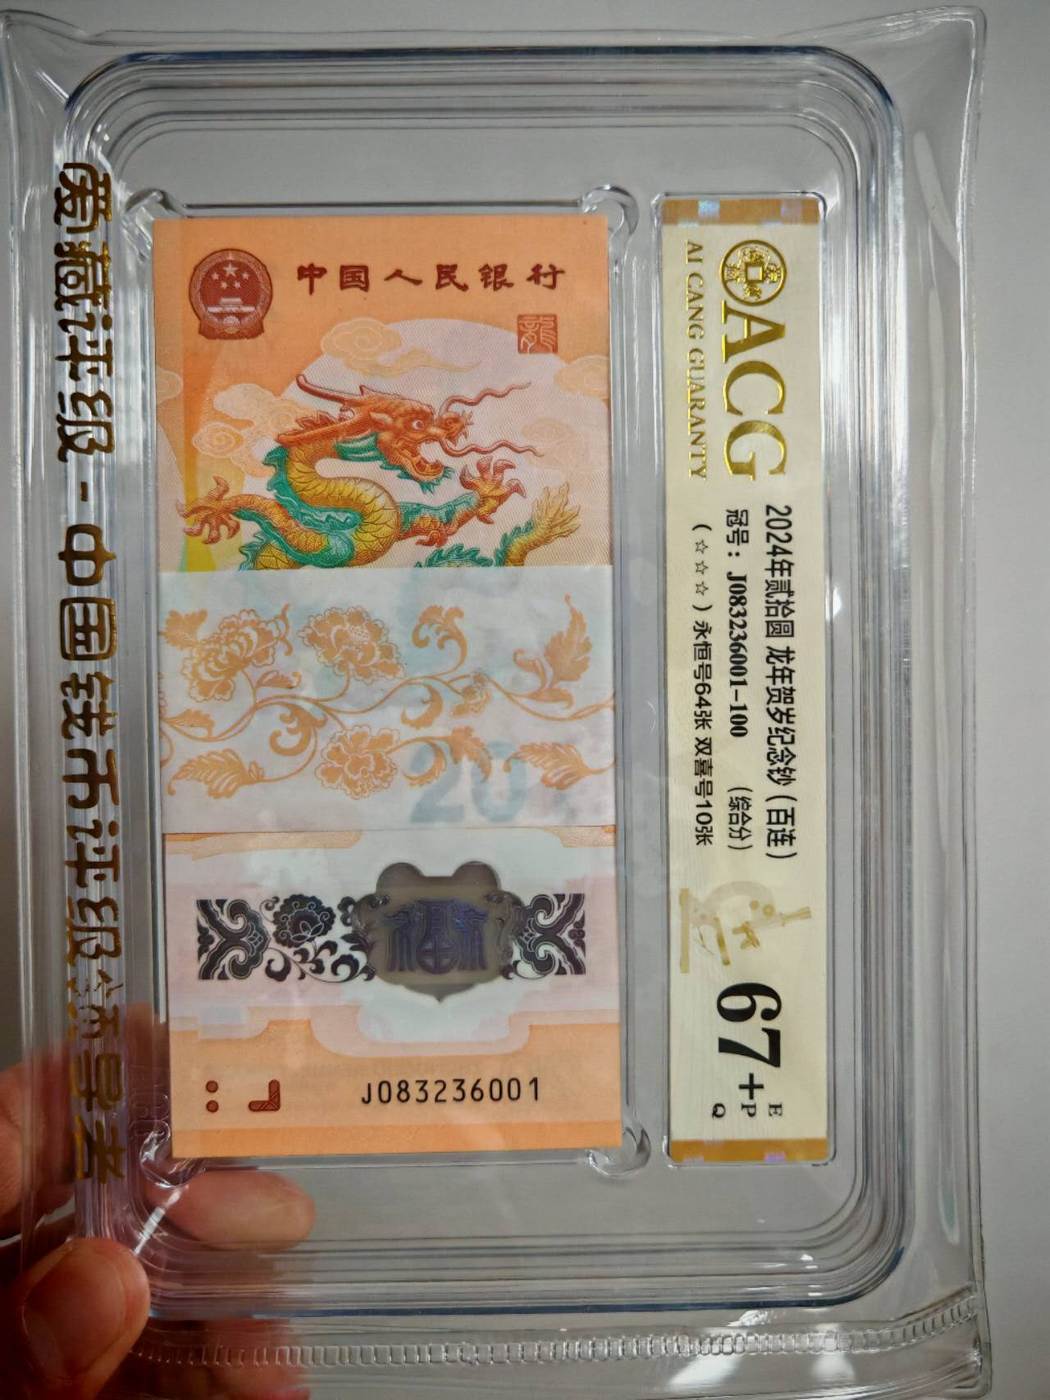 爱藏评级 - 中国钱币评级领导者
中国人民银行
龍
20
福
J083236001
ACG
AI CANG GUARANTY
2024年贰拾圆 龙年贺岁纪念钞（百连）
冠号：J083236001-100 （综合分）
（☆☆☆）永恒号64张 双喜号10张
67+
E
P
Q